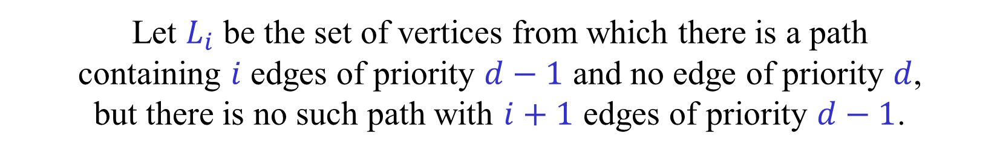 Let L_i be the set of vertices from which there is a path
containing i edges of priority d − 1 and no edge of priority d,
but there is no such path with i + 1 edges of priority d − 1.